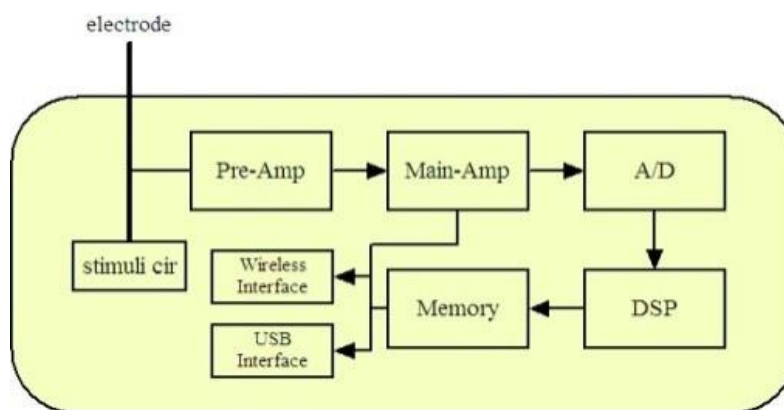 electrode
Pre-Amp
Main-Amp
A/D
stimuli cir
Wireless
Interface
Memory
DSP
USB
Interface